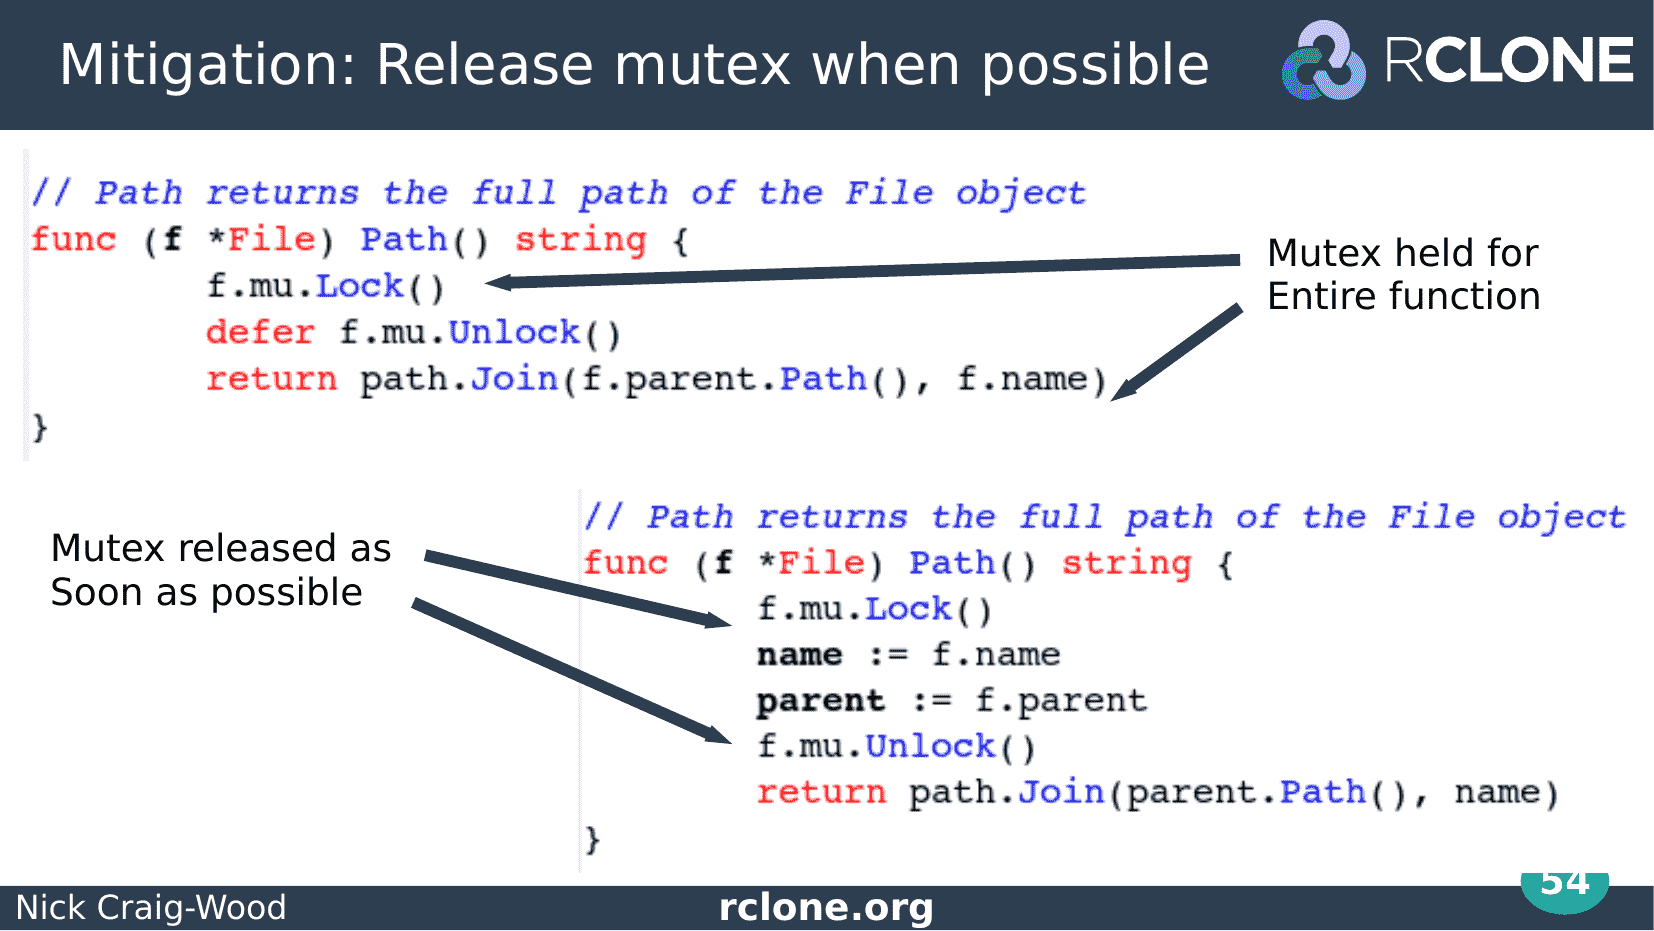 Mitigation: Release mutex when possible
RCLONE
// Path returns the full path of the File object
func (f *File) Path() string {
f.mu.Lock()
defer f.mu.Unlock()
return path.Join(f.parent.Path(), f.name)
}
Mutex held for
Entire function
Mutex released as
Soon as possible
// Path returns the full path of the File object
func (f *File) Path() string {
f.mu.Lock()
name := f.name
parent := f.parent
f.mu.Unlock()
return path.Join(parent.Path(), name)
}
54
Nick Craig-Wood
rclone.org